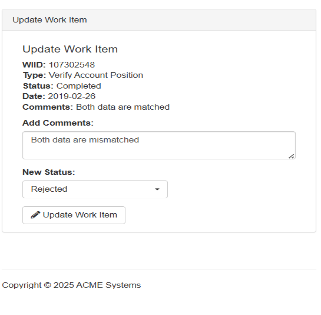 Update Work Item
Update Work Item
WIID: 107302548
Type: Verify Account Position
Status: Completed
Date: 2019-02-26
Comments: Both data are matched
Add Comments:
Both data are mismatched
New Status:
Rejected
Update Work Item
Copyright © 2025 ACME Systems